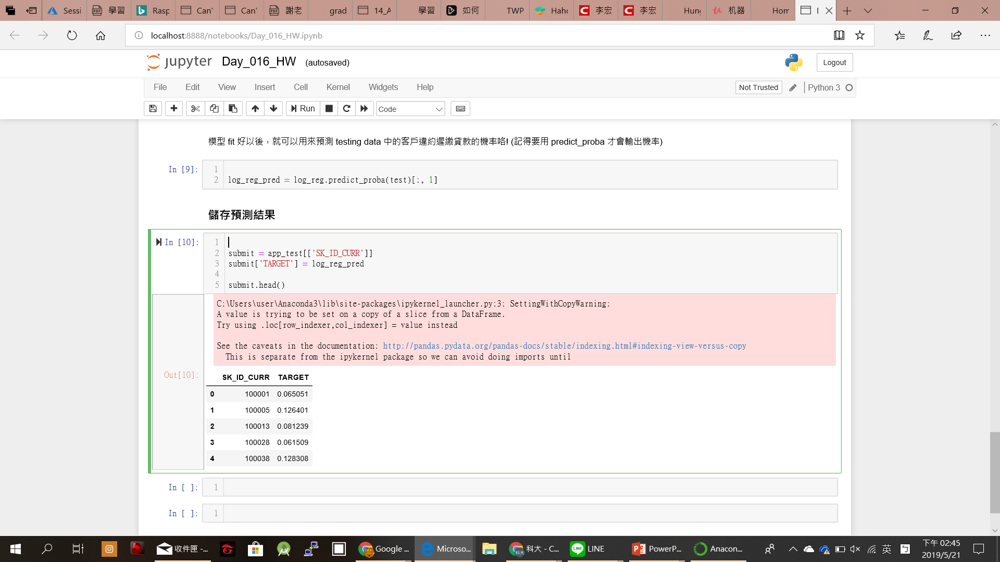 Sessi
學習
Rasp
Can'
Can'
謝老
grad
14_A
學習
如何
TWP
Haho
李宏
李宏
Hung
机器
Hom
localhost:8888/notebooks/Day_016_HW.ipynb
jupyter Day_016_HW (autosaved)
Logout
File Edit View Insert Cell Kernel Widgets Help
Not Trusted
Python 3
Run
Code
模型 fit 好以後，就可以用來預測 testing data 中的客戶違約遲繳貸款的機率咯! (記得要用 predict_proba 才會輸出機率)
In [9]:
1
2 log_reg_pred = log_reg.predict_proba(test)[:, 1]
儲存預測結果
In [10]:
1
2 submit = app_test[['SK_ID_CURR']]
3 submit['TARGET'] = log_reg_pred
4
5 submit.head()
C:\Users\user\Anaconda3\lib\site-packages\ipykernel_launcher.py:3: SettingWithCopyWarning:
A value is trying to be set on a copy of a slice from a DataFrame.
Try using .loc[row_indexer,col_indexer] = value instead
See the caveats in the documentation: http://pandas.pydata.org/pandas-docs/stable/indexing.html#indexing-view-versus-copy
This is separate from the ipykernel package so we can avoid doing imports until
Out[10]:
SK_ID_CURR TARGET
0 100001 0.065051
1 100005 0.126401
2 100013 0.081239
3 100028 0.061509
4 100038 0.128308
In [ ]: 1
In [ ]: 1
收件匣 -...
Google ...
Microso...
科大 - C...
LINE
PowerP...
Anacon...
英
下午 02:45
2019/5/21